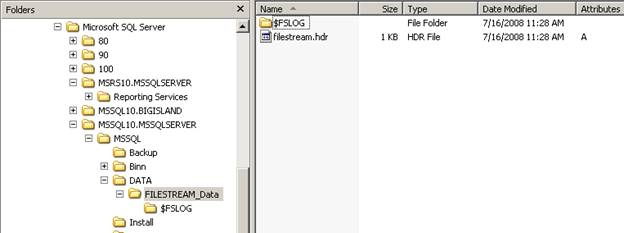 Folders
Microsoft SQL Server
80
90
100
MSRS10.MSSQLSERVER
Reporting Services
MSSQL10.BIGISLAND
MSSQL10.MSSQLSERVER
MSSQL
Backup
Binn
DATA
FILESTREAM_Data
$FSLOG
Install
Name Size Type Date Modified Attributes
$FSLOG File Folder 7/16/2008 11:28 AM
filestream.hdr 1 KB HDR File 7/16/2008 11:28 AM A